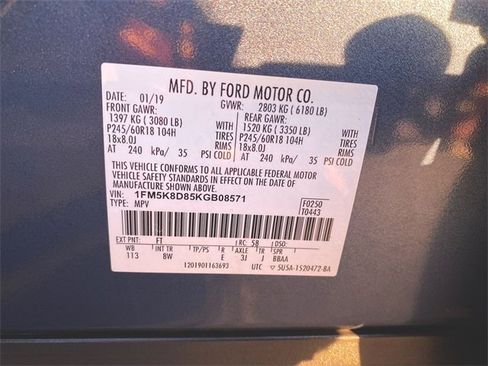 MFD. BY FORD MOTOR CO.
DATE: 01/19 GVWR: 2803 KG ( 6180 LB)
FRONT GAWR: REAR GAWR:
1397 KG ( 3080 LB) 1520 KG ( 3350 LB)
P245/60R18 104H TIRES P245/60R18 104H TIRES
18x8.0J RIMS 18x8.0J RIMS
AT 240 kPa/ 35 PSI COLD AT 240 kPa/ 35 PSI COLD
THIS VEHICLE CONFORMS TO ALL APPLICABLE FEDERAL MOTOR
VEHICLE SAFETY AND THEFT PREVENTION STANDARDS IN EFFECT ON THE DATE OF
MANUFACTURE SHOWN ABOVE.
VIN: 1FM5K8D85KGB08571 F0250
TYPE: MPV T0443
EXT PNT: FT RC: 58 DSO:
WB INT TR TP/PS R AXLE TR SPR
113 8W E 3J J BBAA
1201901163693 UTC ▽ 5U5A-1520472-BA